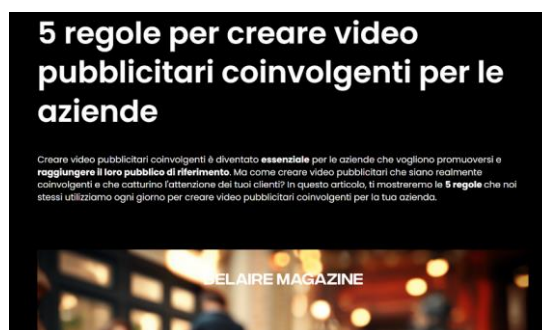 5 regole per creare video
pubblicitari coinvolgenti per le
aziende
Creare video pubblicitari coinvolgenti è diventato essenziale per le aziende che vogliono promuoversi e
raggiungere il loro pubblico di riferimento. Ma come creare video pubblicitari che siano realmente
coinvolgenti e che catturino l'attenzione dei tuoi clienti? In questo articolo, ti mostreremo le 5 regole che noi
stessi utilizziamo ogni giorno per creare video pubblicitari coinvolgenti per la tua azienda.
BELAIRE MAGAZINE